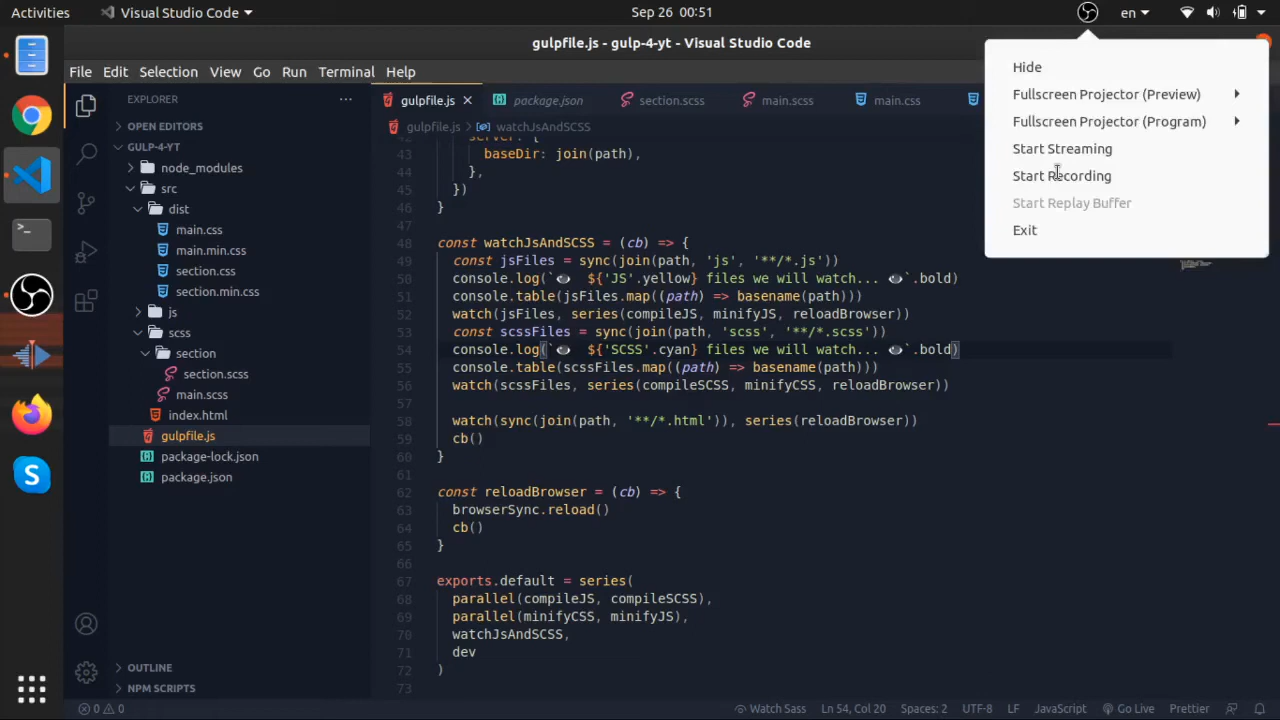 Activities
Visual Studio Code
Sep 26 00:51
en
gulpfile.js - gulp-4-yt - Visual Studio Code
File Edit Selection View Go Run Terminal Help
Hide
Fullscreen Projector (Preview)
Fullscreen Projector (Program)
Start Streaming
Start Recording
Start Replay Buffer
Exit
EXPLORER
OPEN EDITORS
GULP-4-YT
node_modules
src
dist
main.css
main.min.css
section.css
section.min.css
js
scss
section
section.scss
main.scss
index.html
gulpfile.js
package-lock.json
package.json
OUTLINE
NPM SCRIPTS
gulpfile.js package.json section.scss main.scss main.css
gulpfile.js > watchJsAndSCSS
42 server: {
43 baseDir: join(path),
44 },
45 })
46 }
47
48 const watchJsAndSCSS = (cb) => {
49 const jsFiles = sync(join(path, 'js', '**/*.js'))
50 console.log(`👁 ${'JS'.yellow} files we will watch... 👁`.bold)
51 console.table(jsFiles.map((path) => basename(path)))
52 watch(jsFiles, series(compileJS, minifyJS, reloadBrowser))
53 const scssFiles = sync(join(path, 'scss', '**/*.scss'))
54 console.log(`👁 ${'SCSS'.cyan} files we will watch... 👁`.bold)
55 console.table(scssFiles.map((path) => basename(path)))
56 watch(scssFiles, series(compileSCSS, minifyCSS, reloadBrowser))
57
58 watch(sync(join(path, '**/*.html')), series(reloadBrowser))
59 cb()
60 }
61
62 const reloadBrowser = (cb) => {
63 browserSync.reload()
64 cb()
65 }
66
67 exports.default = series(
68 parallel(compileJS, compileSCSS),
69 parallel(minifyCSS, minifyJS),
70 watchJsAndSCSS,
71 dev
72 )
73
0 0
Watch Sass Ln 54, Col 20 Spaces: 2 UTF-8 LF JavaScript Go Live Prettier